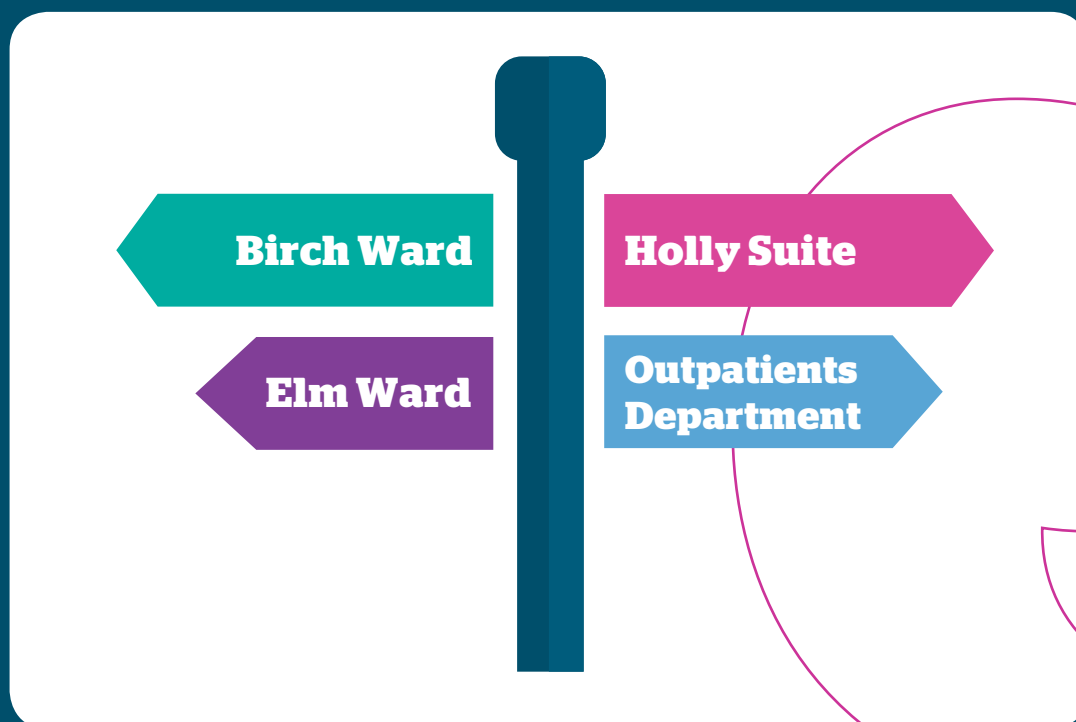 Birch Ward
Holly Suite
Elm Ward
Outpatients
Department